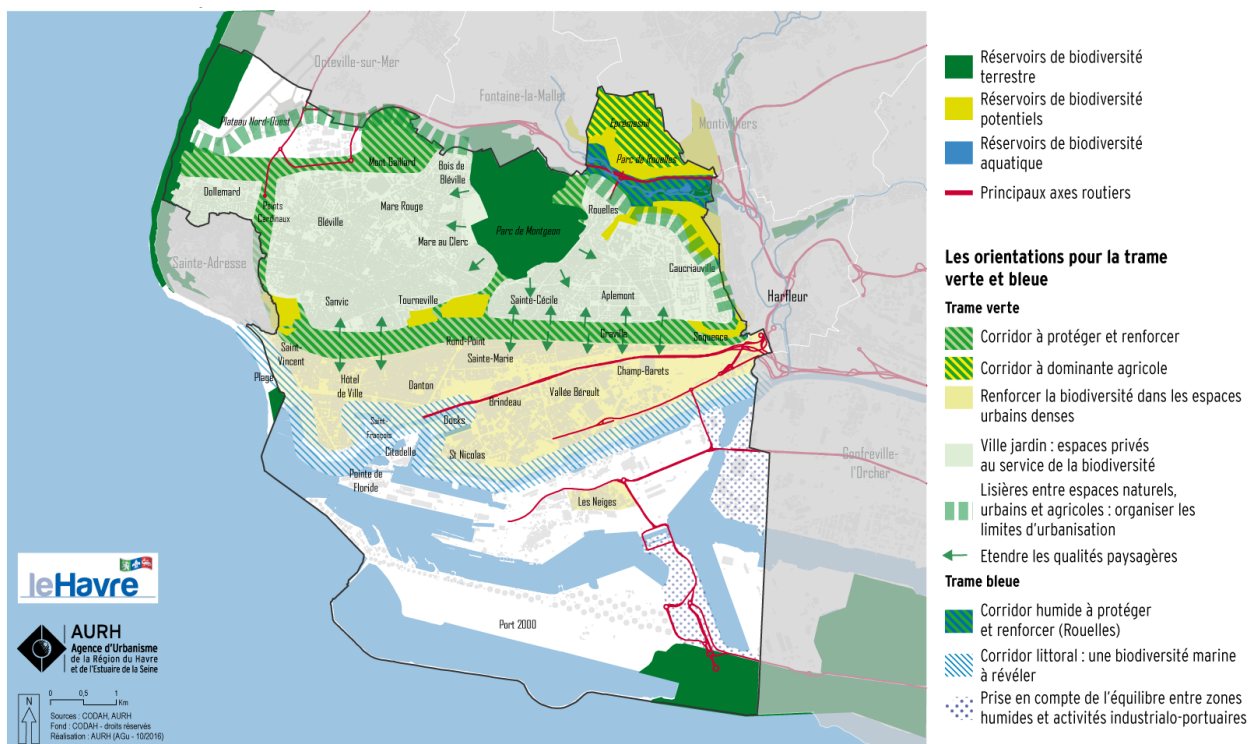 Octeville-sur-Mer
Fontaine-la-Mallet
Plateau Nord-Ouest
Epremesnil
Montivilliers
Parc de Rouelles
Mont Gaillard
Bois de
Bléville
Dollemard
Points
Cardinaux
Bléville
Mare Rouge
Rouelles
Parc de Montgeon
Mare au Clerc
Sainte-Adresse
Caucriauville
Harfleur
Sanvic
Tourneville
Sainte-Cécile
Aplemont
Graville
Soquence
Rond-Point
Saint-
Vincent
Sainte-Marie
Plage
Hôtel
de Ville
Danton
Champ-Barets
Vallée Béreult
Brindeau
Saint-
François
Docks
Citadelle
St Nicolas
Gonfreville-
l'Orcher
Pointe de
Floride
Les Neiges
Port 2000
leHavre
AURH
Agence d'Urbanisme
de la Région du Havre
et de l'Estuaire de la Seine
N
0 0,5 1
Km
Sources : CODAH, AURH
Fond : CODAH - droits réservés
Réalisation : AURH (AGu - 10/2016)
Réservoirs de biodiversité
terrestre
Réservoirs de biodiversité
potentiels
Réservoirs de biodiversité
aquatique
Principaux axes routiers
Les orientations pour la trame
verte et bleue
Trame verte
Corridor à protéger et renforcer
Corridor à dominante agricole
Renforcer la biodiversité dans les espaces
urbains denses
Ville jardin : espaces privés
au service de la biodiversité
Lisières entre espaces naturels,
urbains et agricoles : organiser les
limites d'urbanisation
Etendre les qualités paysagères
Trame bleue
Corridor humide à protéger
et renforcer (Rouelles)
Corridor littoral : une biodiversité marine
à révéler
Prise en compte de l'équilibre entre zones
humides et activités industrialo-portuaires